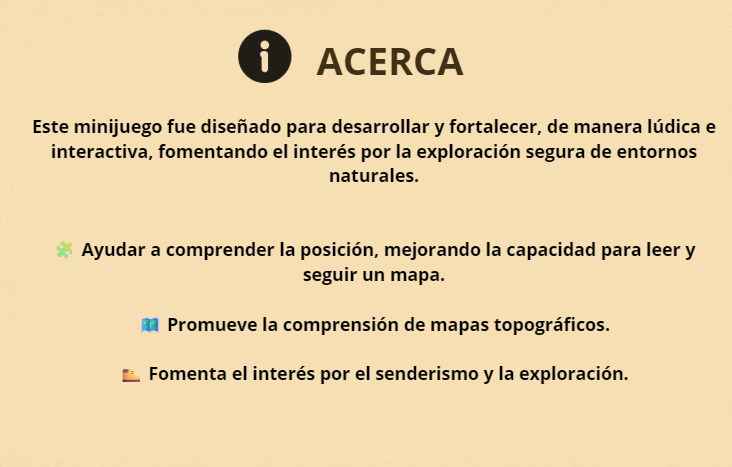 ACERCA
Este minijuego fue diseñado para desarrollar y fortalecer, de manera lúdica e
interactiva, fomentando el interés por la exploración segura de entornos
naturales.
Ayudar a comprender la posición, mejorando la capacidad para leer y
seguir un mapa.
Promueve la comprensión de mapas topográficos.
Fomenta el interés por el senderismo y la exploración.